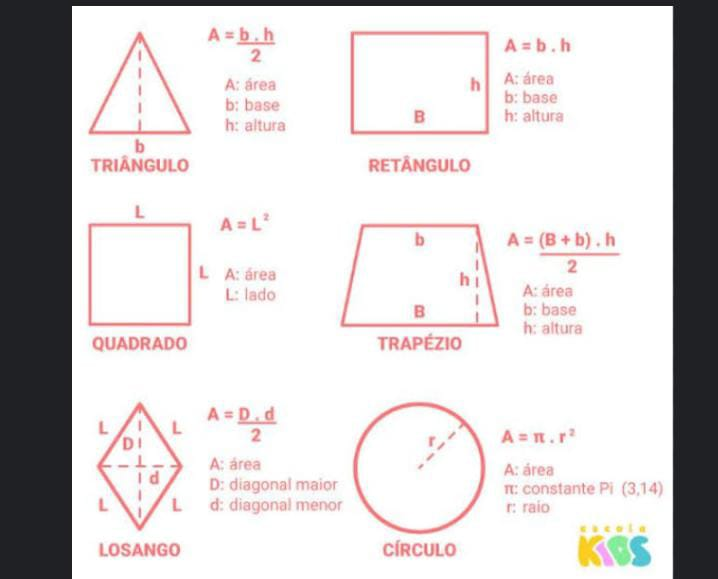 A = b . h
2
A: área
b: base
h: altura
b
TRIÂNGULO
A = b . h
A: área
b: base
h: altura
h
B
RETÂNGULO
L
A = L²
L
A: área
L: lado
QUADRADO
b
A = (B + b) . h
2
h
A: área
b: base
h: altura
B
TRAPÉZIO
A = D . d
2
L
L
D
d
L
L
A: área
D: diagonal maior
d: diagonal menor
LOSANGO
r
A = π . r²
A: área
π: constante Pi (3,14)
r: raio
CÍRCULO
escola
KIDS